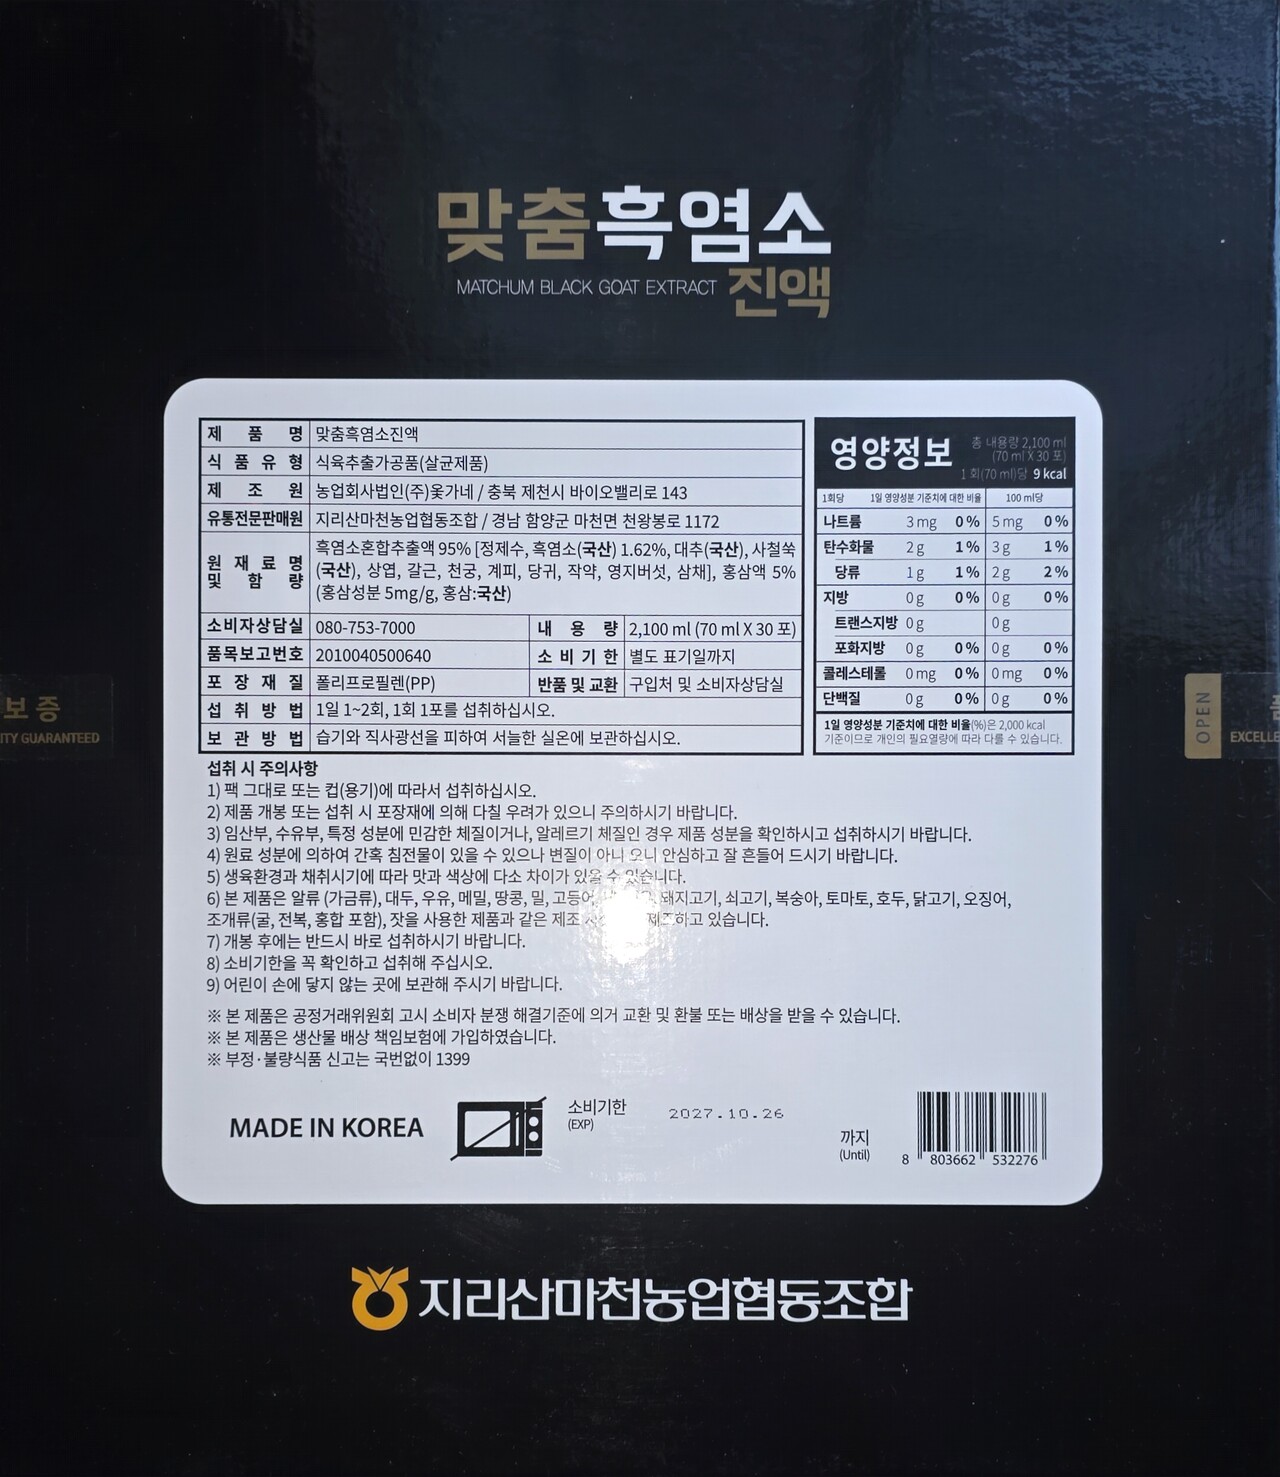 맞춤흑염소
MATCHUM BLACK GOAT EXTRACT 진액
제 품 명 맞춤흑염소진액
식 품 유 형 식육추출가공품(살균제품)
제 조 원 농업회사법인(주)옻가네 / 충북 제천시 바이오밸리로 143
유통전문판매원 지리산마천농업협동조합 / 경남 함양군 마천면 천왕봉로 1172
원 재 료 명 및 함 량 흑염소혼합추출액 95% [정제수, 흑염소(국산) 1.62%, 대추(국산), 사철쑥
(국산), 상엽, 갈근, 천궁, 계피, 당귀, 작약, 영지버섯, 삼채], 홍삼액 5%
(홍삼성분 5mg/g, 홍삼:국산)
소비자상담실 080-753-7000 내 용 량 2,100 ml (70 ml X 30 포)
품목보고번호 2010040500640 소 비 기 한 별도 표기일까지
포 장 재 질 폴리프로필렌(PP) 반품 및 교환 구입처 및 소비자상담실
섭 취 방 법 1일 1~2회, 1회 1포를 섭취하십시오.
보 관 방 법 습기와 직사광선을 피하여 서늘한 실온에 보관하십시오.
영양정보 총 내용량 2,100 ml
(70 ml X 30 포)
1 회(70 ml)당 9 kcal
1회당 1일 영양성분 기준치에 대한 비율 100 ml당
나트륨 3 mg 0 % 5 mg 0 %
탄수화물 2 g 1 % 3 g 1 %
당류 1 g 1 % 2 g 2 %
지방 0 g 0 % 0 g 0 %
트랜스지방 0 g 0 g
포화지방 0 g 0 % 0 g 0 %
콜레스테롤 0 mg 0 % 0 mg 0 %
단백질 0 g 0 % 0 g 0 %
1일 영양성분 기준치에 대한 비율(%)은 2,000 kcal
기준이므로 개인의 필요열량에 따라 다를 수 있습니다.
보증
ITY GUARANTEED
OPEN
EXCELLE
섭취 시 주의사항
1) 팩 그대로 또는 컵(용기)에 따라서 섭취하십시오.
2) 제품 개봉 또는 섭취 시 포장재에 의해 다칠 우려가 있으니 주의하시기 바랍니다.
3) 임산부, 수유부, 특정 성분에 민감한 체질이거나, 알레르기 체질인 경우 제품 성분을 확인하시고 섭취하시기 바랍니다.
4) 원료 성분에 의하여 간혹 침전물이 있을 수 있으나 변질이 아니 오니 안심하고 잘 흔들어 드시기 바랍니다.
5) 생육환경과 채취시기에 따라 맛과 색상에 다소 차이가 있을 수 있습니다.
6) 본 제품은 알류 (가금류), 대두, 우유, 메밀, 땅콩, 밀, 고등어, 돼지고기, 쇠고기, 복숭아, 토마토, 호두, 닭고기, 오징어,
조개류(굴, 전복, 홍합 포함), 잣을 사용한 제품과 같은 제조 제조하고 있습니다.
7) 개봉 후에는 반드시 바로 섭취하시기 바랍니다.
8) 소비기한을 꼭 확인하고 섭취해 주십시오.
9) 어린이 손에 닿지 않는 곳에 보관해 주시기 바랍니다.
※ 본 제품은 공정거래위원회 고시 소비자 분쟁 해결기준에 의거 교환 및 환불 또는 배상을 받을 수 있습니다.
※ 본 제품은 생산물 배상 책임보험에 가입하였습니다.
※ 부정·불량식품 신고는 국번없이 1399
MADE IN KOREA
소비기한 2027.10.26
(EXP)
까지
(Until)
8 803662 532276
지리산마천농업협동조합